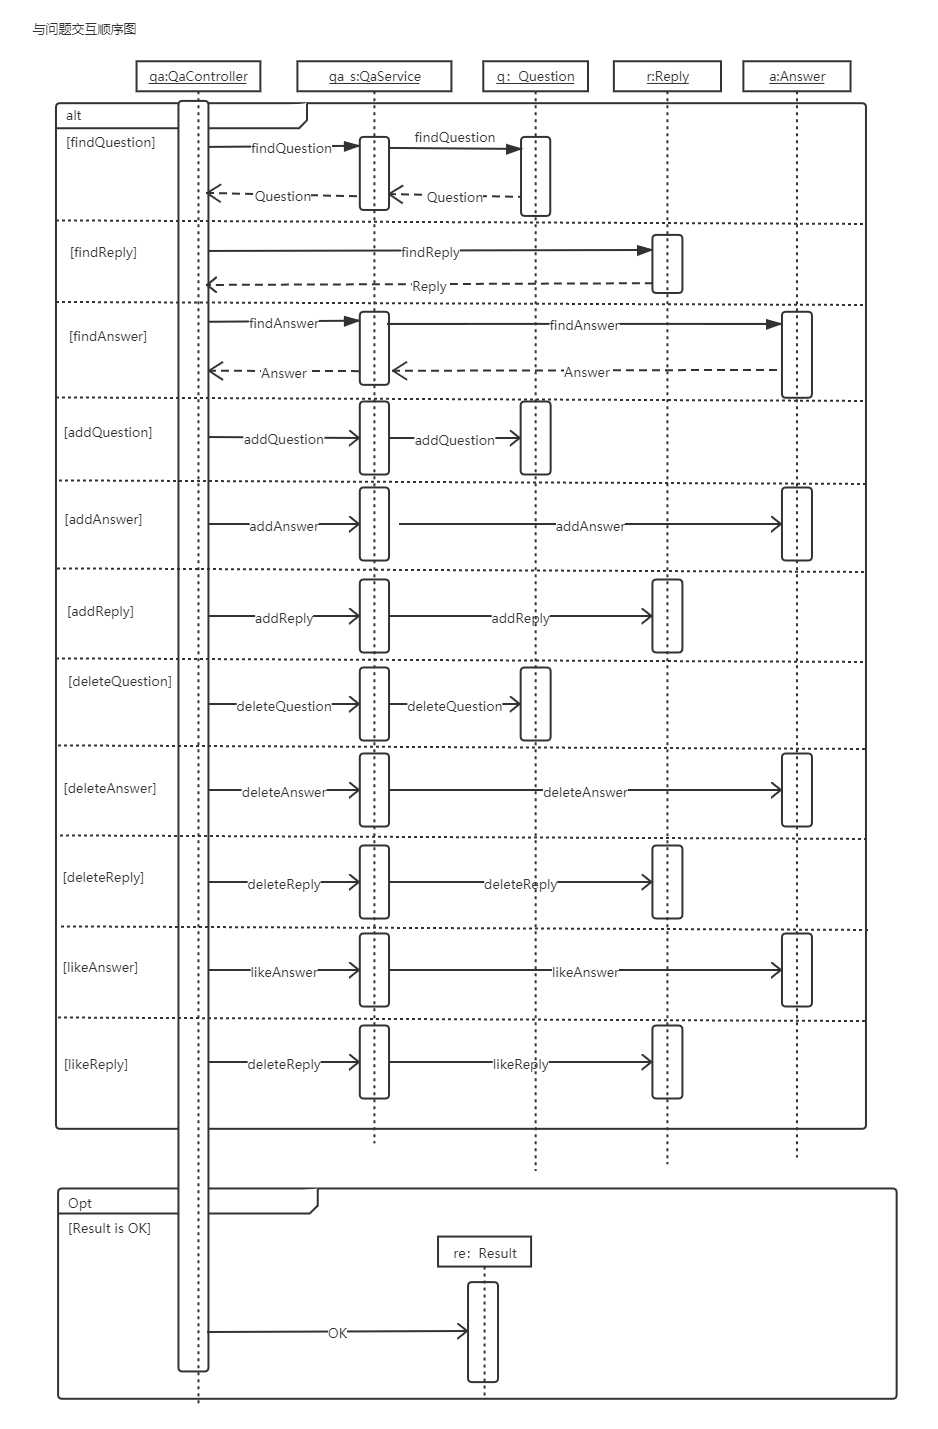 与问题交互顺序图
qa:QaController
qa_s:QaService
q: Question
r:Reply
a:Answer
alt
[findQuestion]
findQuestion
findQuestion
Question
Question
[findReply]
findReply
Reply
[findAnswer]
findAnswer
findAnswer
Answer
Answer
[addQuestion]
addQuestion
addQuestion
[addAnswer]
addAnswer
addAnswer
[addReply]
addReply
addReply
[deleteQuestion]
deleteQuestion
deleteQuestion
[deleteAnswer]
deleteAnswer
deleteAnswer
[deleteReply]
deleteReply
deleteReply
[likeAnswer]
likeAnswer
likeAnswer
[likeReply]
deleteReply
likeReply
Opt
[Result is OK]
re: Result
OK